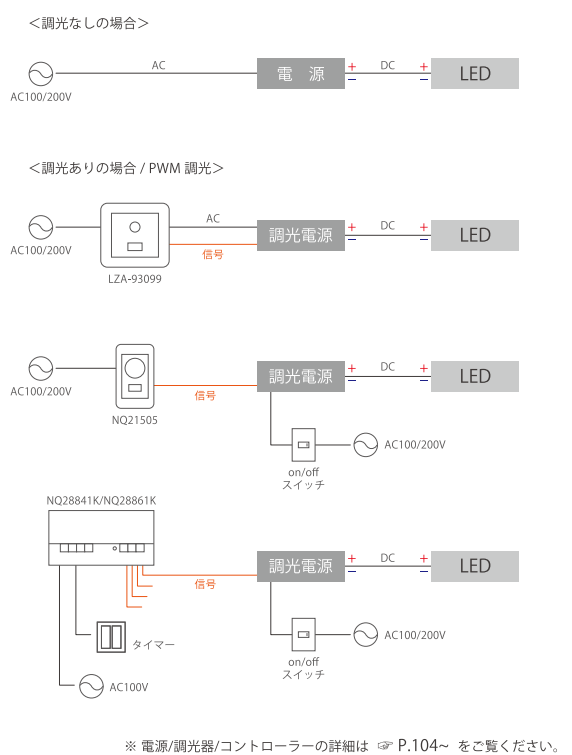 ＜調光なしの場合＞
AC
電　源
+ DC +
LED
AC100/200V
＜調光ありの場合 / PWM 調光＞
AC
調光電源
+ DC +
LED
AC100/200V
信号
LZA-93099
調光電源
+ DC +
LED
AC100/200V
信号
NQ21505
AC100/200V
on/off
スイッチ
NQ28841K/NQ28861K
調光電源
+ DC +
LED
信号
タイマー
AC100/200V
on/off
スイッチ
AC100V
※ 電源/調光器/コントローラーの詳細は ☞ P.104~ をご覧ください。